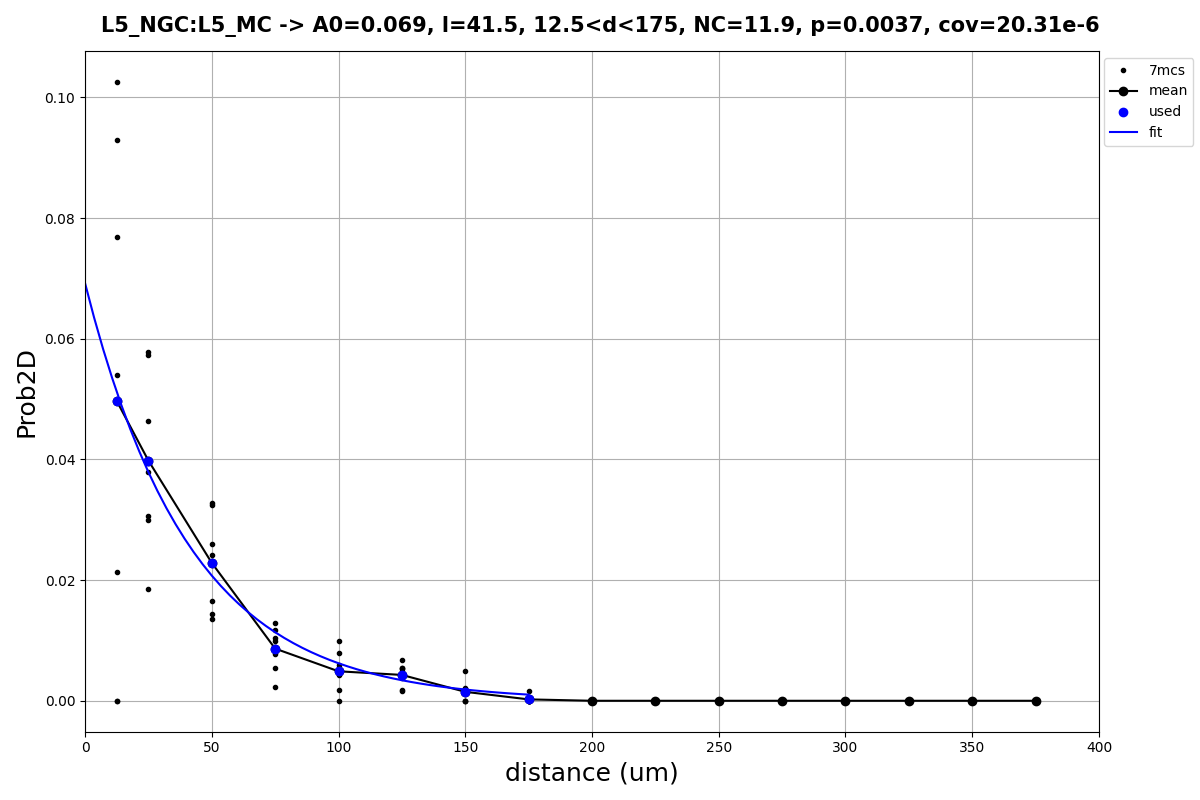 L5_NGC:L5_MC -> A0=0.069, l=41.5, 12.5<d<175, NC=11.9, p=0.0037, cov=20.31e-6
7mcs
mean
used
fit
0.10
0.08
0.06
0.04
0.02
0.00
Prob2D
0 50 100 150 200 250 300 350 400
distance (um)